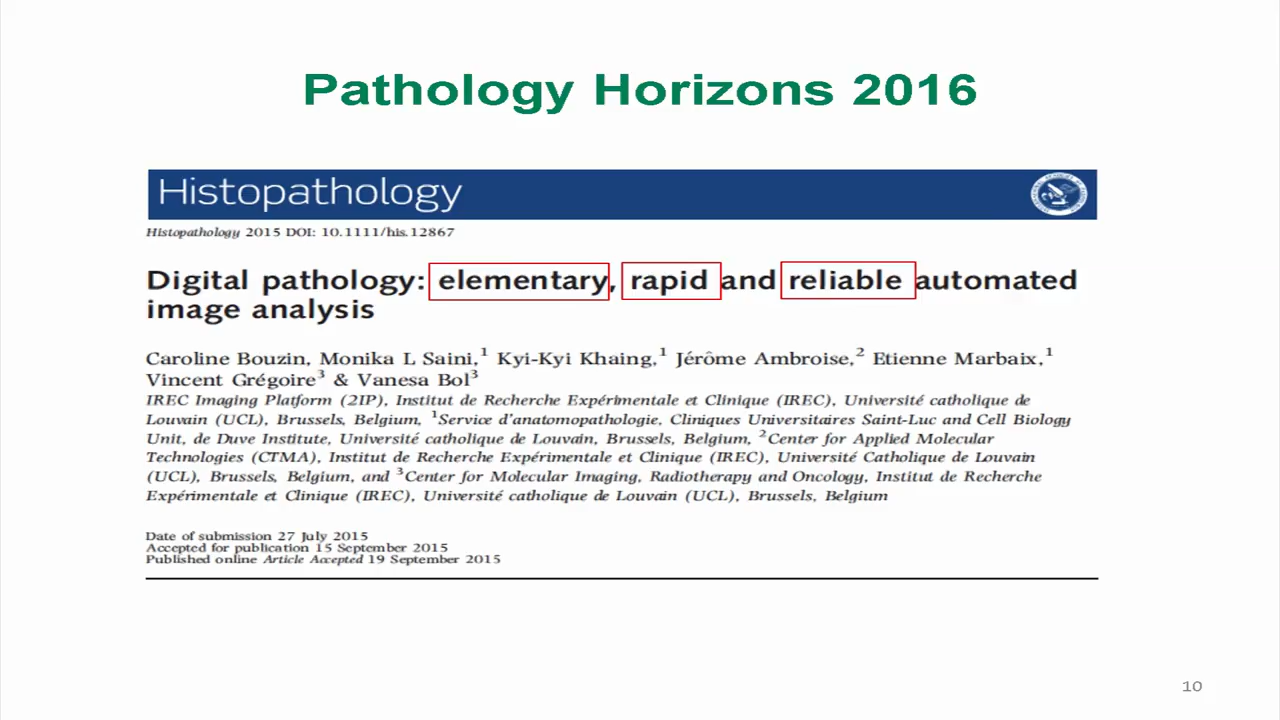 Pathology Horizons 2016
Histopathology
Histopathology 2015 DOI: 10.1111/his.12867
Digital pathology: elementary, rapid and reliable automated
image analysis
Caroline Bouzin, Monika L Saini,1 Kyi-Kyi Khaing,1 Jérôme Ambroise,2 Etienne Marbaix,1
Vincent Grégoire3 & Vanesa Bol3
IREC Imaging Platform (2IP), Institut de Recherche Expérimentale et Clinique (IREC), Université catholique de
Louvain (UCL), Brussels, Belgium, 1Service d'anatomopathologie, Cliniques Universitaires Saint-Luc and Cell Biology
Unit, de Duve Institute, Université catholique de Louvain, Brussels, Belgium, 2Center for Applied Molecular
Technologies (CTMA), Institut de Recherche Expérimentale et Clinique (IREC), Université Catholique de Louvain
(UCL), Brussels, Belgium, and 3Center for Molecular Imaging, Radiotherapy and Oncology, Institut de Recherche
Expérimentale et Clinique (IREC), Université catholique de Louvain (UCL), Brussels, Belgium
Date of submission 27 July 2015
Accepted for publication 15 September 2015
Published online Article Accepted 19 September 2015
10